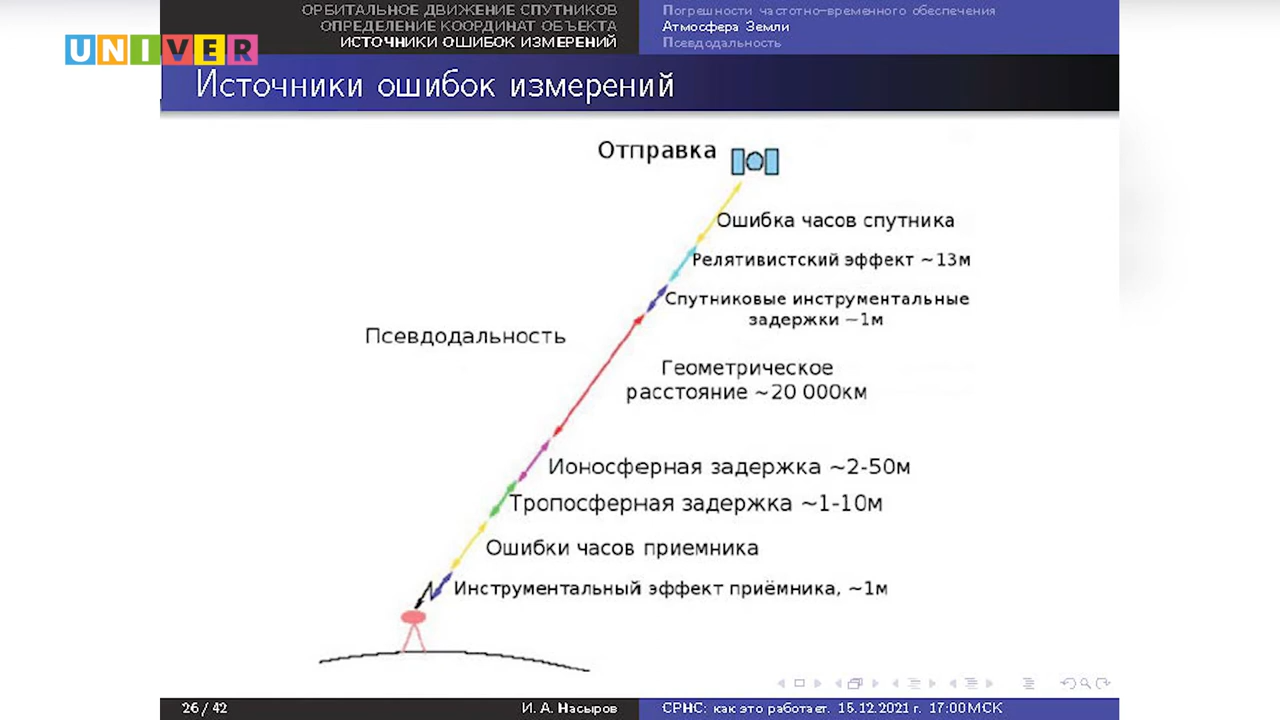 ОРБИТАЛЬНОЕ ДВИЖЕНИЕ СПУТНИКОВ
ОПРЕДЕЛЕНИЕ КООРДИНАТ ОБЪЕКТА
ИСТОЧНИКИ ОШИБОК ИЗМЕРЕНИЙ
Погрешности частотно-временного обеспечения
Атмосфера Земли
Псевдодальность
UNIVER
Источники ошибок измерений
Отправка
Ошибка часов спутника
Релятивистский эффект ~13м
Спутниковые инструментальные
задержки ~1м
Псевдодальность
Геометрическое
расстояние ~20 000км
Ионосферная задержка ~2-50м
Тропосферная задержка ~1-10м
Ошибки часов приемника
Инструментальный эффект приёмника, ~1м
26 / 42
И. А. Насыров
СРНС: как это работает. 15.12.2021 г. 17:00МСК